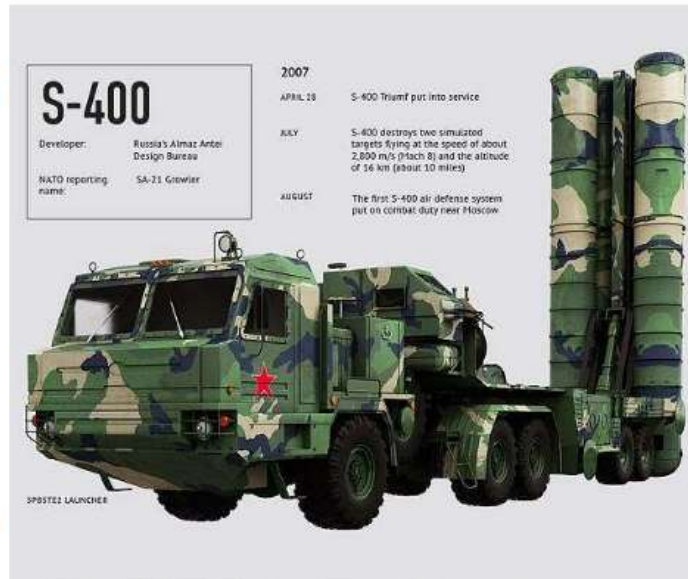 S-400
Developer: Russia's Almaz Antei
Design Bureau
NATO reporting SA-21 Growler
name:
2007
APRIL 28 S-400 Triumf put into service
JULY S-400 destroys two simulated
targets flying at the speed of about
2,800 m/s (Mach 8) and the altitude
of 16 km (about 10 miles)
AUGUST The first S-400 air defense system
put on combat duty near Moscow
5P85TE2 LAUNCHER